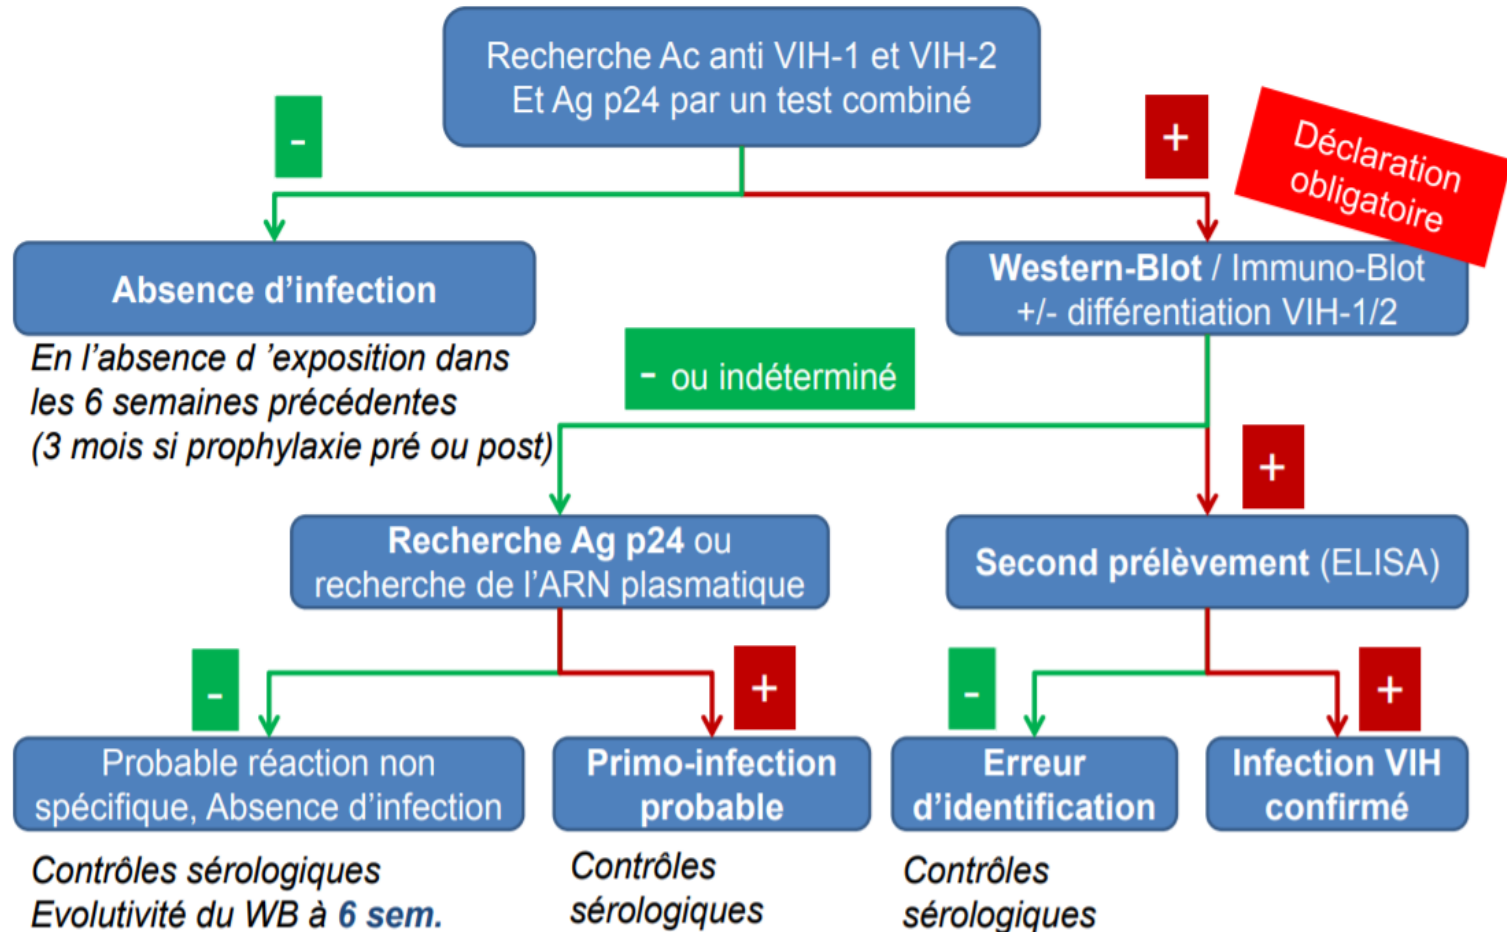 Recherche Ac anti VIH-1 et VIH-2
Et Ag p24 par un test combiné
-
+
Déclaration
obligatoire
Absence d’infection
Western-Blot / Immuno-Blot
+/- différentiation VIH-1/2
En l’absence d ’exposition dans
les 6 semaines précédentes
(3 mois si prophylaxie pré ou post)
- ou indéterminé
+
Recherche Ag p24 ou
recherche de l’ARN plasmatique
Second prélèvement (ELISA)
-
+
-
+
Probable réaction non
spécifique, Absence d’infection
Primo-infection
probable
Erreur
d’identification
Infection VIH
confirmé
Contrôles sérologiques
Evolutivité du WB à 6 sem.
Contrôles
sérologiques
Contrôles
sérologiques